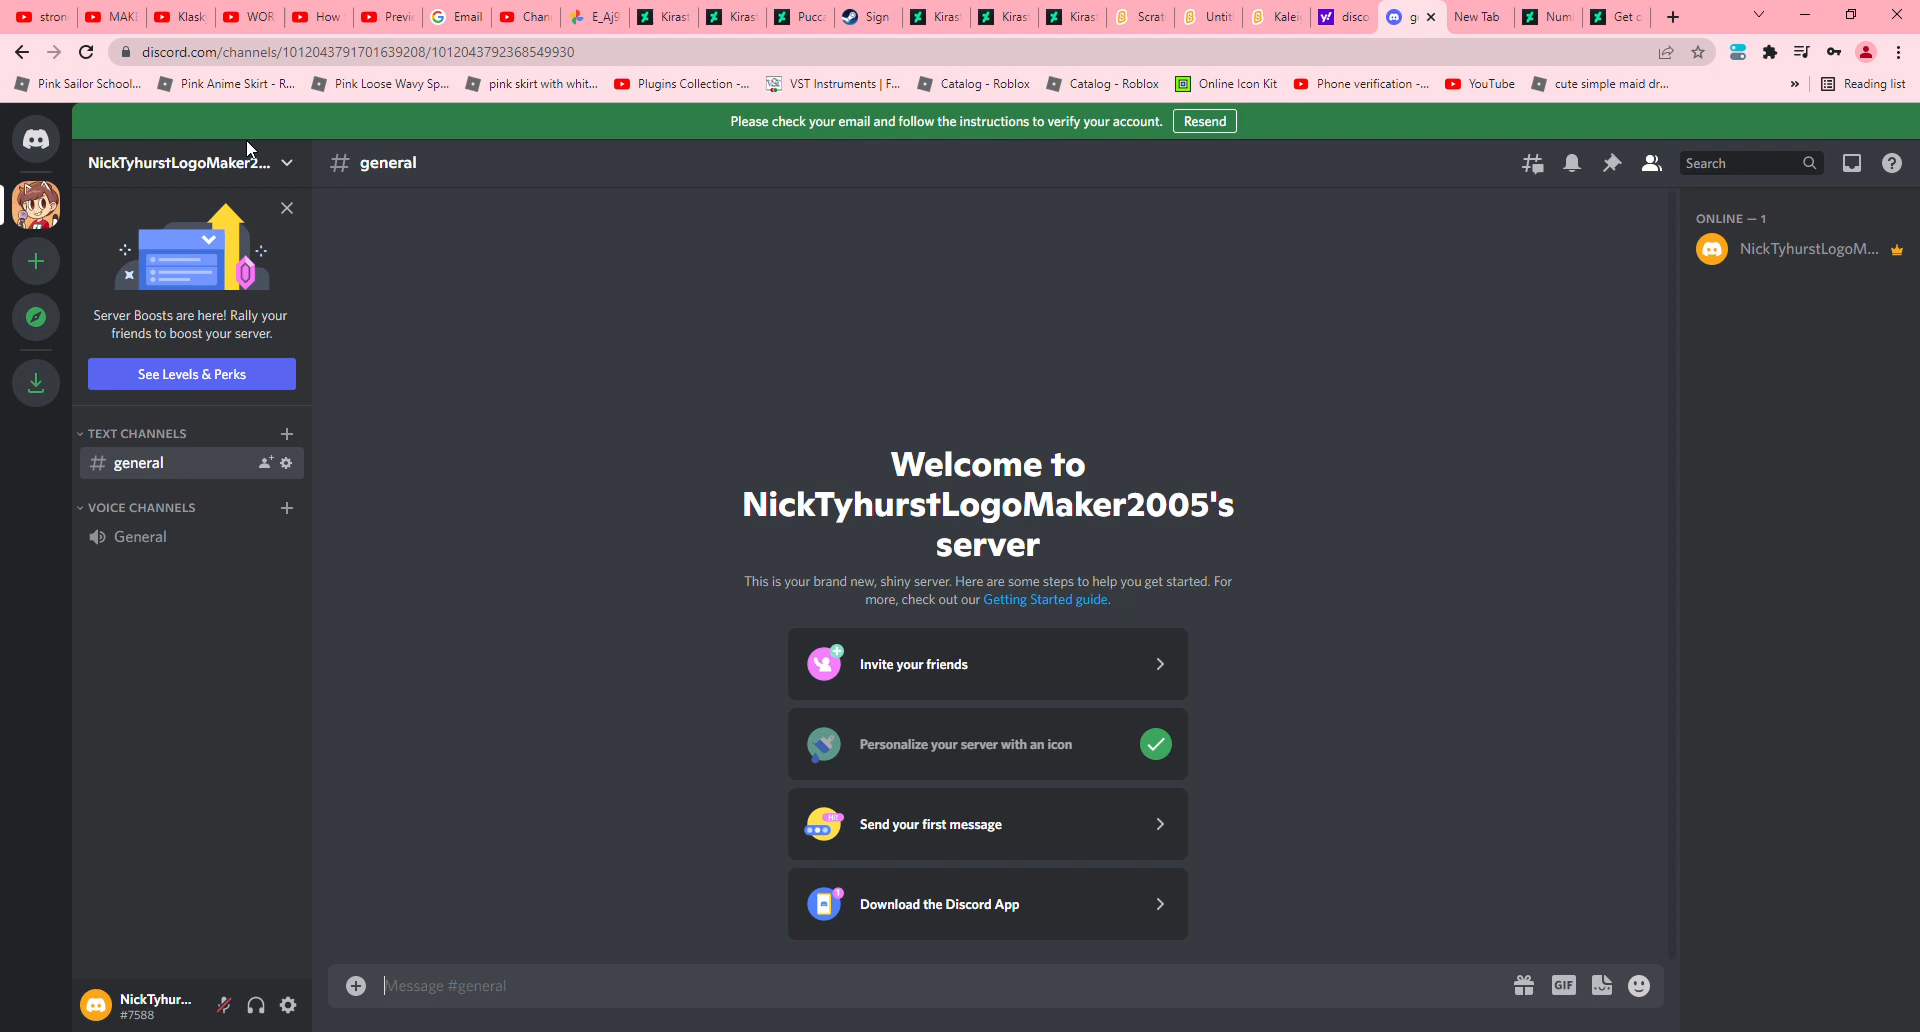 stron MAKI Klask WOR How Previ Email Chan E_Aj9 Kirast Kiras Pucca Sign Kirast Kiras Kirast Scrat Untit Kalei disco g New Tab Num Get c
discord.com/channels/1012043791701639208/1012043792368549930
Pink Sailor School... Pink Anime Skirt - R... Pink Loose Wavy Sp... pink skirt with whit... Plugins Collection -... VST Instruments | F... Catalog - Roblox Catalog - Roblox Online Icon Kit Phone verification -... YouTube cute simple maid dr... » Reading list
Please check your email and follow the instructions to verify your account. Resend
NickTyhurstLogoMaker2... # general Search
Server Boosts are here! Rally your
friends to boost your server.
See Levels & Perks
TEXT CHANNELS
# general
VOICE CHANNELS
General
Welcome to
NickTyhurstLogoMaker2005's
server
This is your brand new, shiny server. Here are some steps to help you get started. For
more, check out our Getting Started guide.
Invite your friends
Personalize your server with an icon
Send your first message
Download the Discord App
Message #general
GIF
ONLINE — 1
NickTyhurstLogoM...
NickTyhur...
#7588